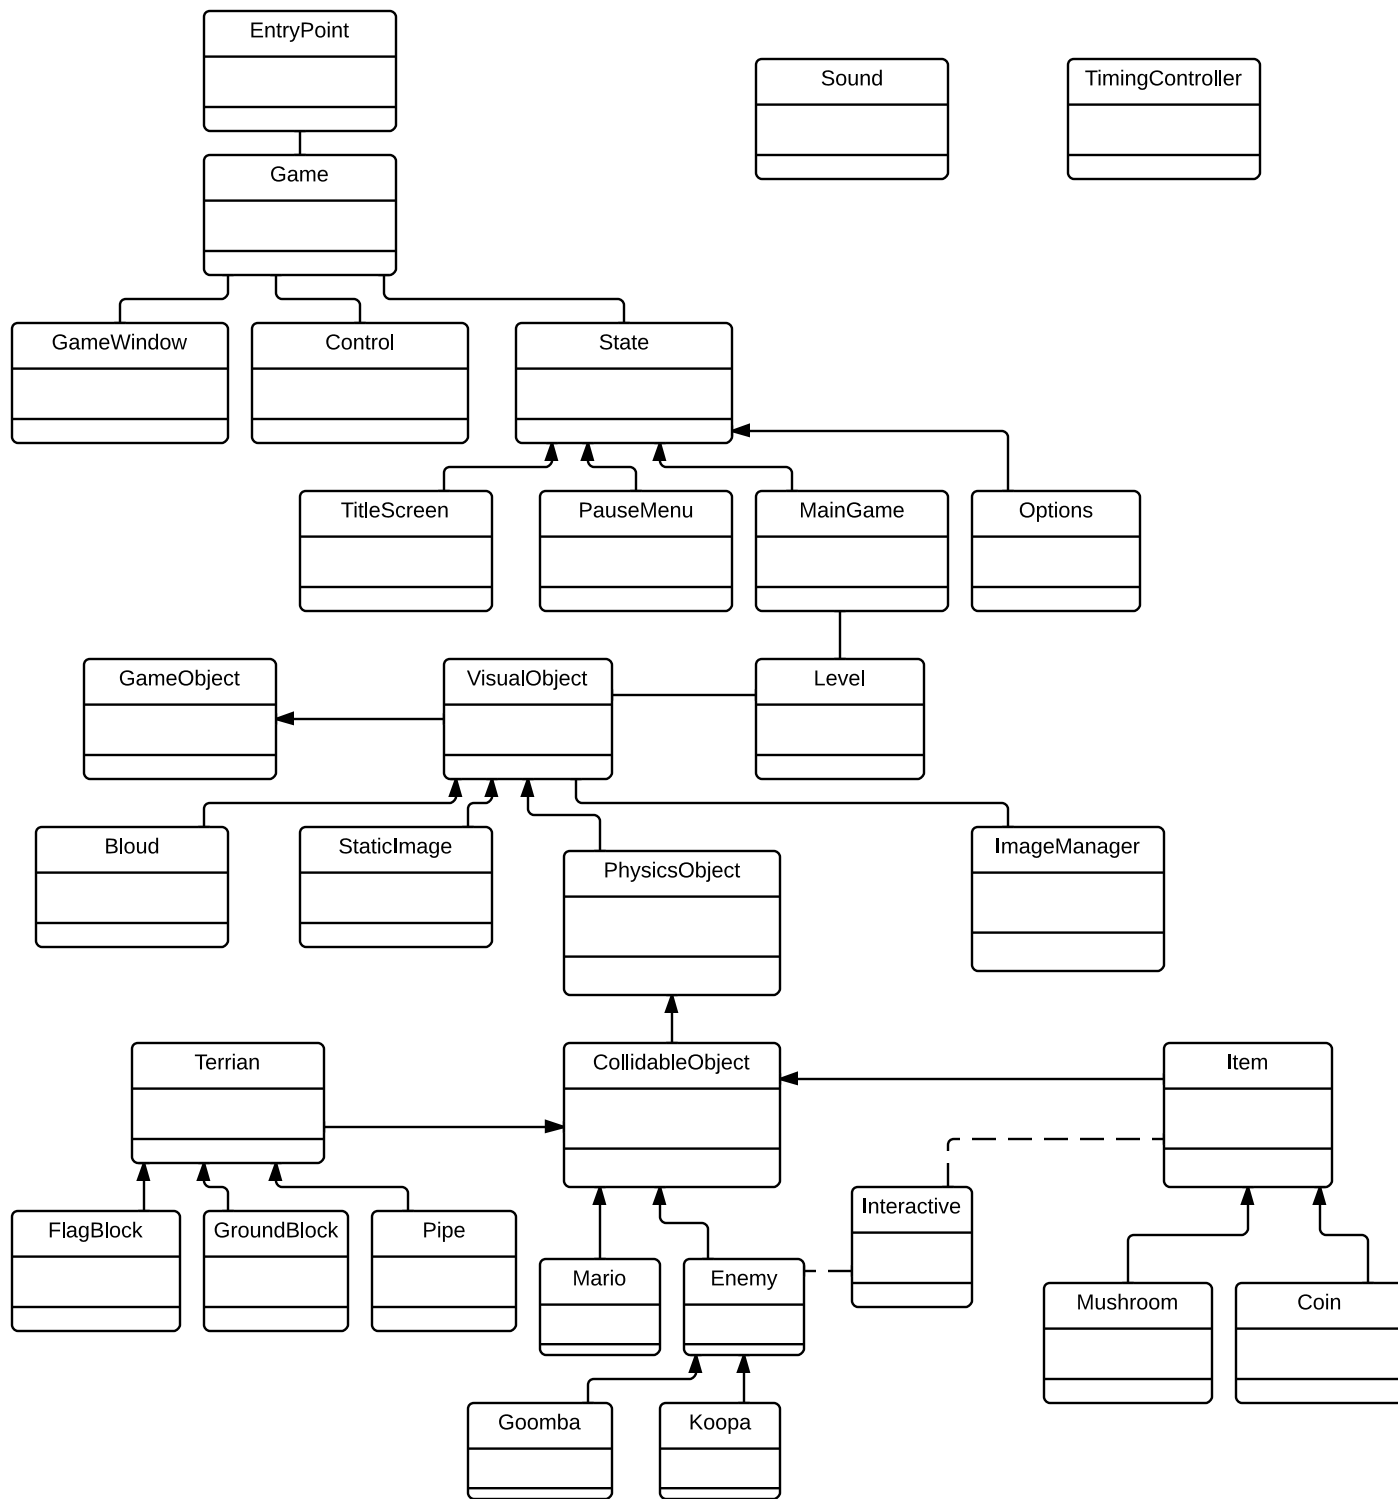 EntryPoint
Sound
TimingController
Game
GameWindow
Control
State
TitleScreen
PauseMenu
MainGame
Options
GameObject
VisualObject
Level
Bloud
StaticImage
PhysicsObject
ImageManager
Terrian
CollidableObject
Item
FlagBlock
GroundBlock
Pipe
Interactive
Mario
Enemy
Mushroom
Coin
Goomba
Koopa